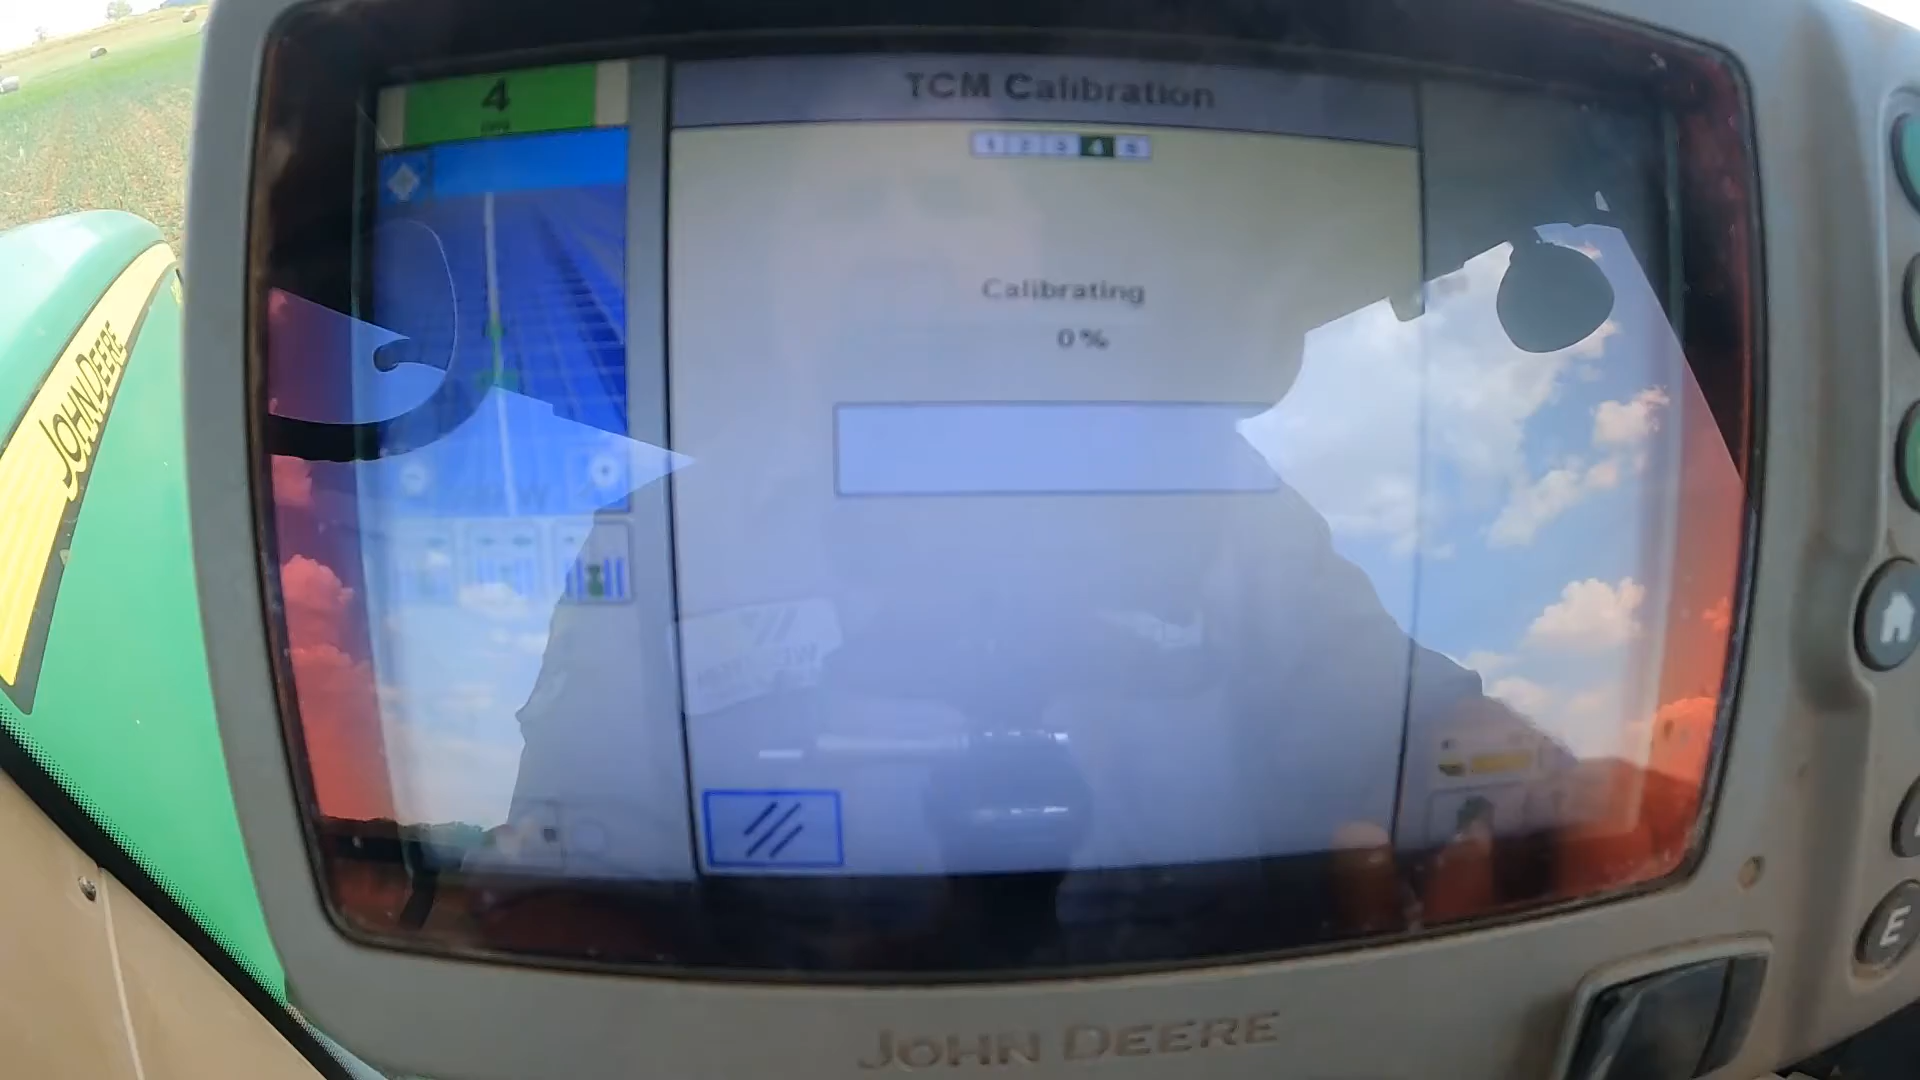 TCM Calibration
4
1 2 3 4 5
Calibrating
0%
JOHN DEERE
E
JOHN DEERE